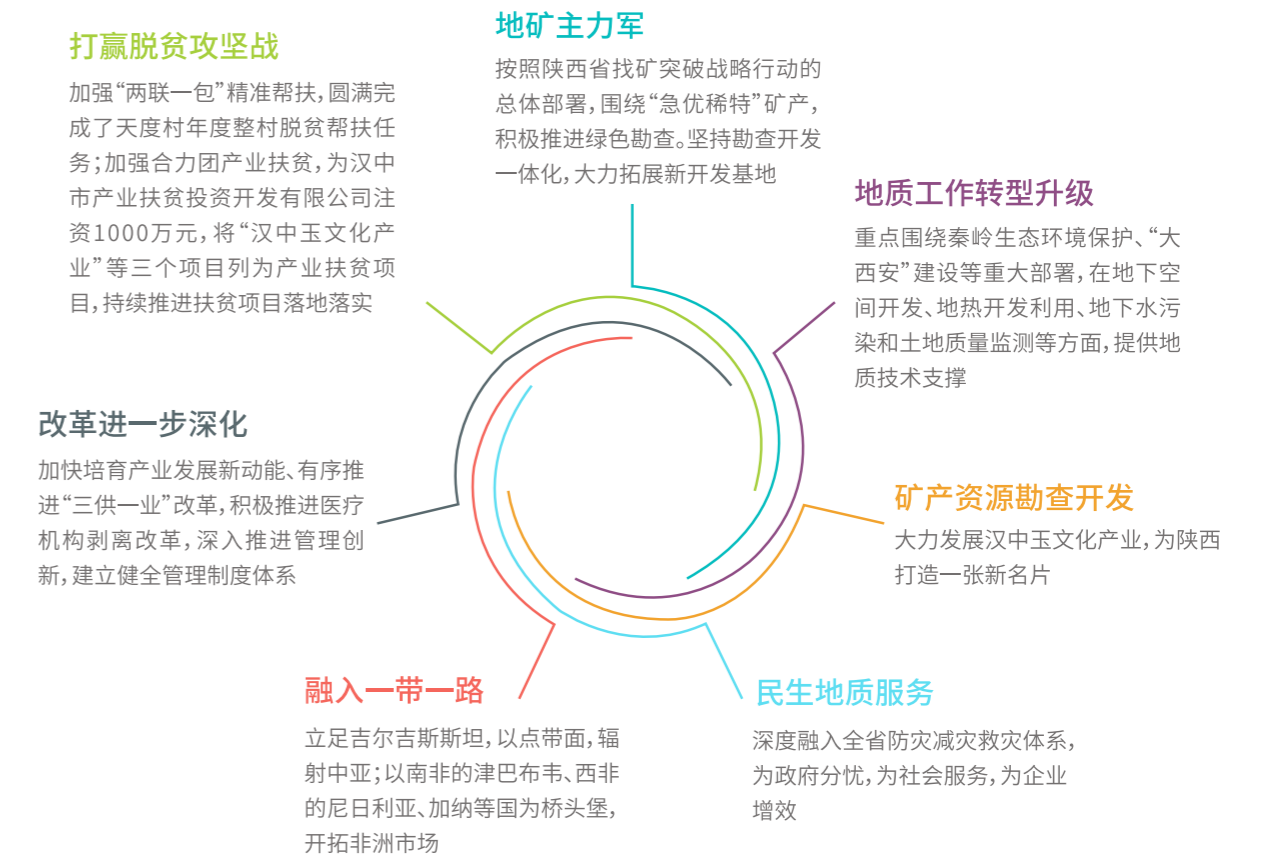 打赢脱贫攻坚战
加强“两联一包”精准帮扶，圆满完
成了天度村年度整村脱贫帮扶任
务；加强合力团产业扶贫，为汉中
市产业扶贫投资开发有限公司注
资1000万元，将“汉中玉文化产
业”等三个项目列为产业扶贫项
目，持续推进扶贫项目落地落实
地矿主力军
按照陕西省找矿突破战略行动的
总体部署，围绕“急优稀特”矿产，
积极推进绿色勘查。坚持勘查开发
一体化，大力拓展新开发基地
地质工作转型升级
重点围绕秦岭生态环境保护、“大
西安”建设等重大部署，在地下空
间开发、地热开发利用、地下水污
染和土地质量监测等方面，提供地
质技术支撑
改革进一步深化
加快培育产业发展新动能、有序推
进“三供一业”改革，积极推进医疗
机构剥离改革，深入推进管理创
新，建立健全管理制度体系
矿产资源勘查开发
大力发展汉中玉文化产业，为陕西
打造一张新名片
融入一带一路
立足吉尔吉斯斯坦，以点带面，辐
射中亚；以南非的津巴布韦、西非
的尼日利亚、加纳等国为桥头堡，
开拓非洲市场
民生地质服务
深度融入全省防灾减灾救灾体系，
为政府分忧，为社会服务，为企业
增效